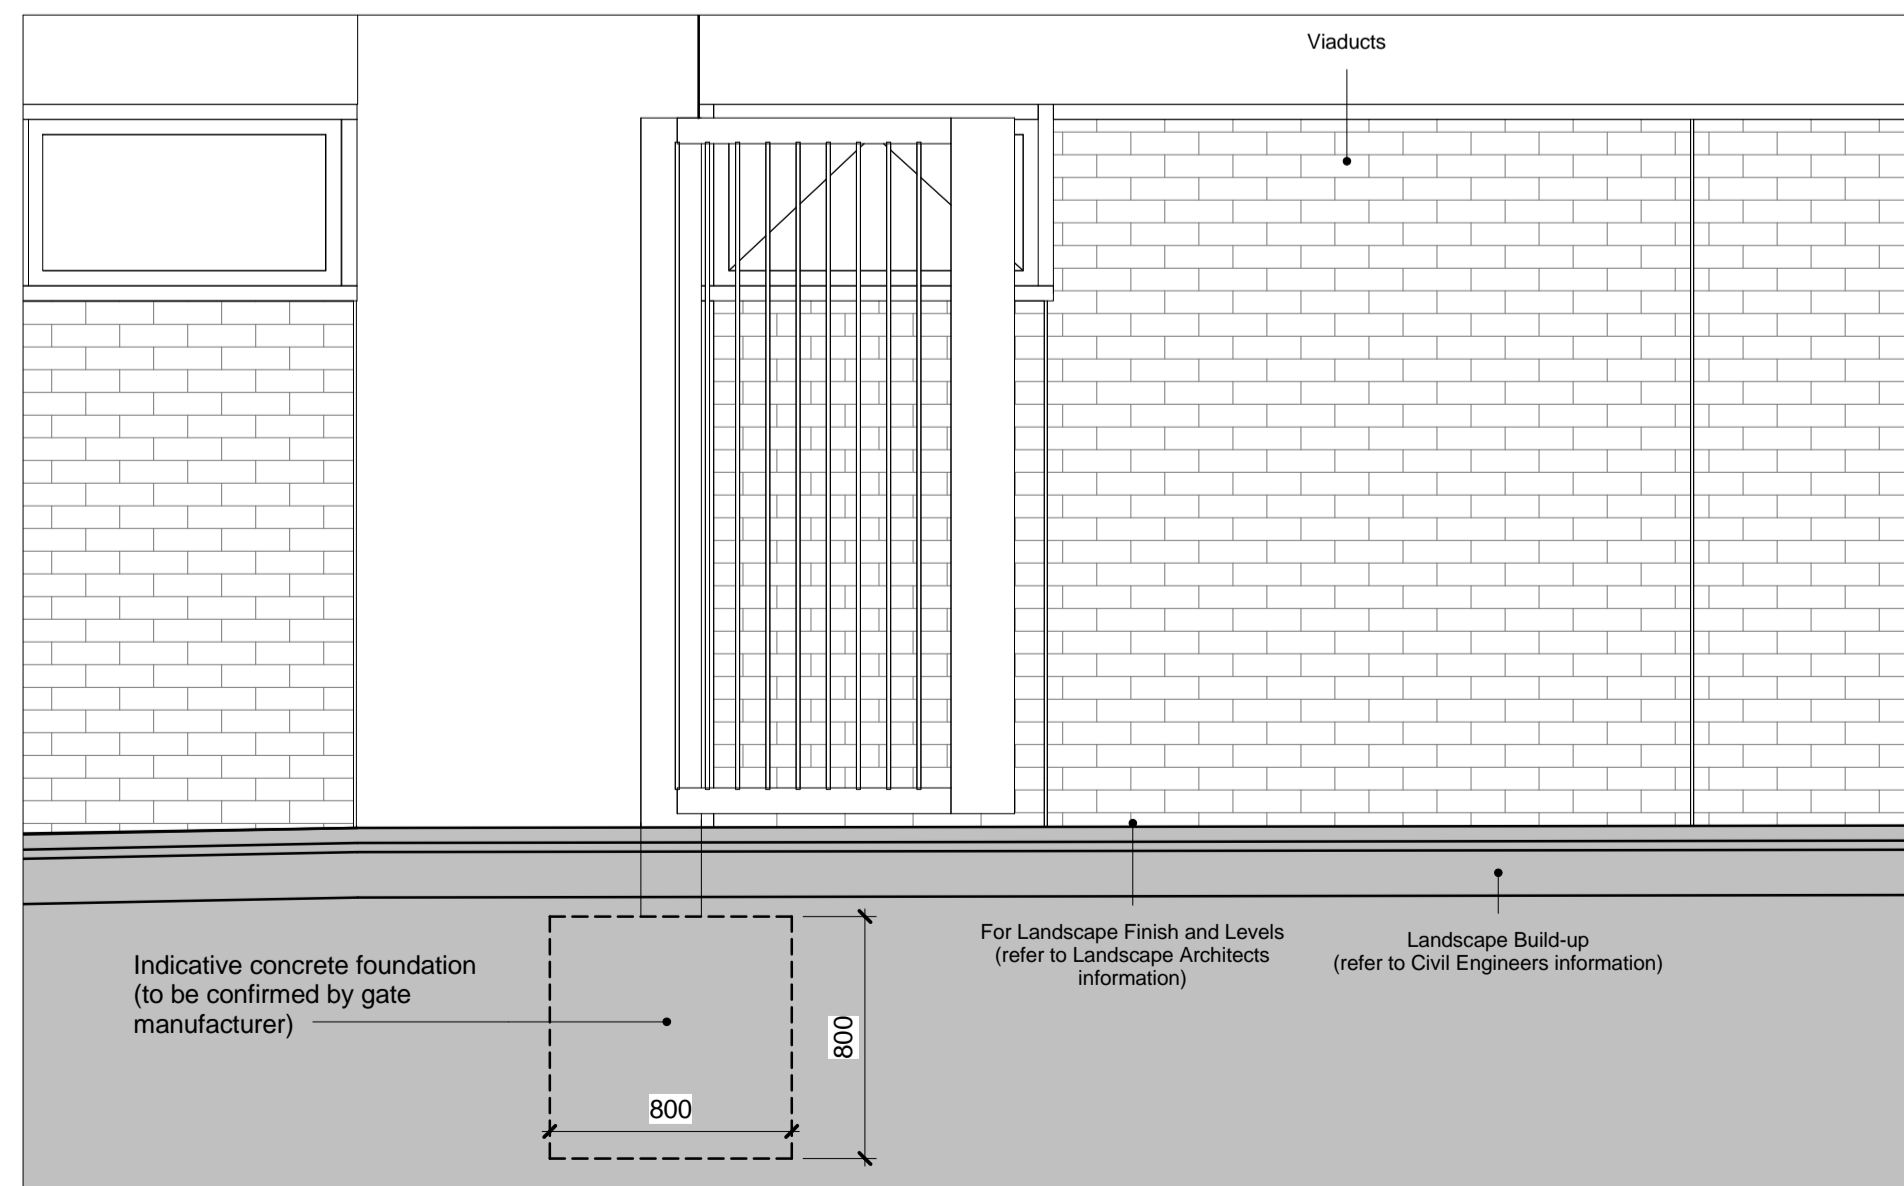 Viaducts
For Landscape Finish and Levels
(refer to Landscape Architects
information)
Landscape Build-up
(refer to Civil Engineers information)
Indicative concrete foundation
(to be confirmed by gate
manufacturer)
800
800